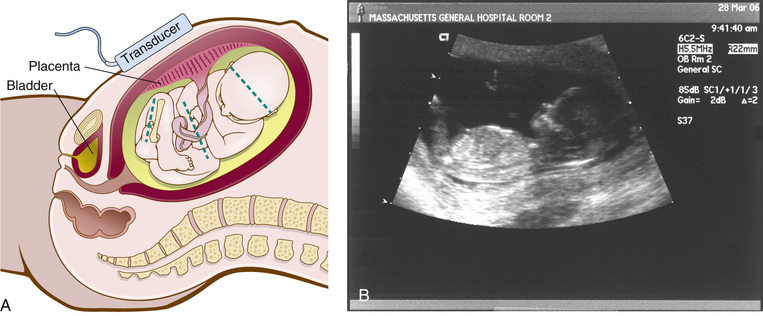 Transducer
Placenta
Bladder
A
28 Mar 06
MASSACHUSETTS GENERAL HOSPITAL ROOM 2
9:41:40 am
6C2-S
H5.5MHz R22mm
OB Rm 2
General SC
85dB SC1/+1/1/3
Gain= 2dB Δ=2
S37
B